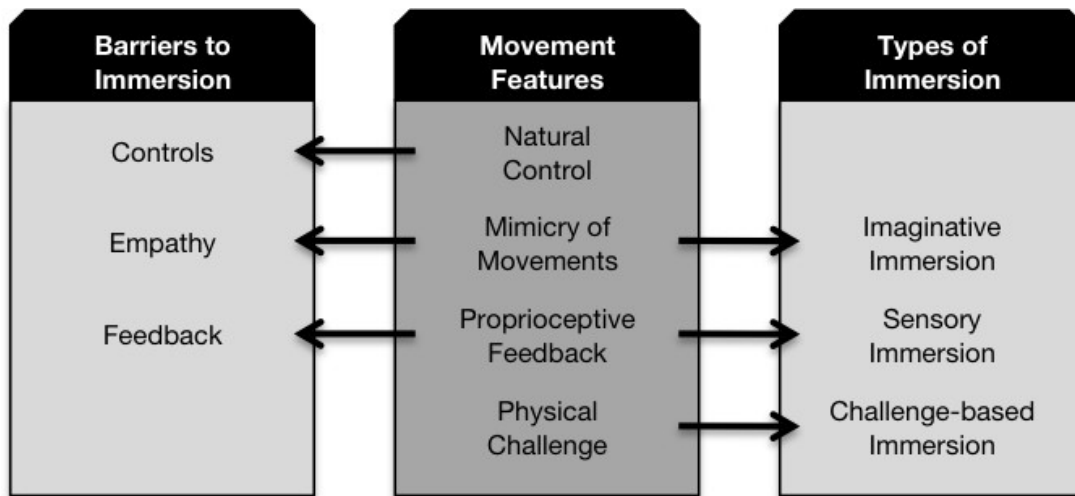 Barriers to
Immersion
Controls
Empathy
Feedback
Movement
Features
Natural
Control
Mimicry of
Movements
Proprioceptive
Feedback
Physical
Challenge
Types of
Immersion
Imaginative
Immersion
Sensory
Immersion
Challenge-based
Immersion